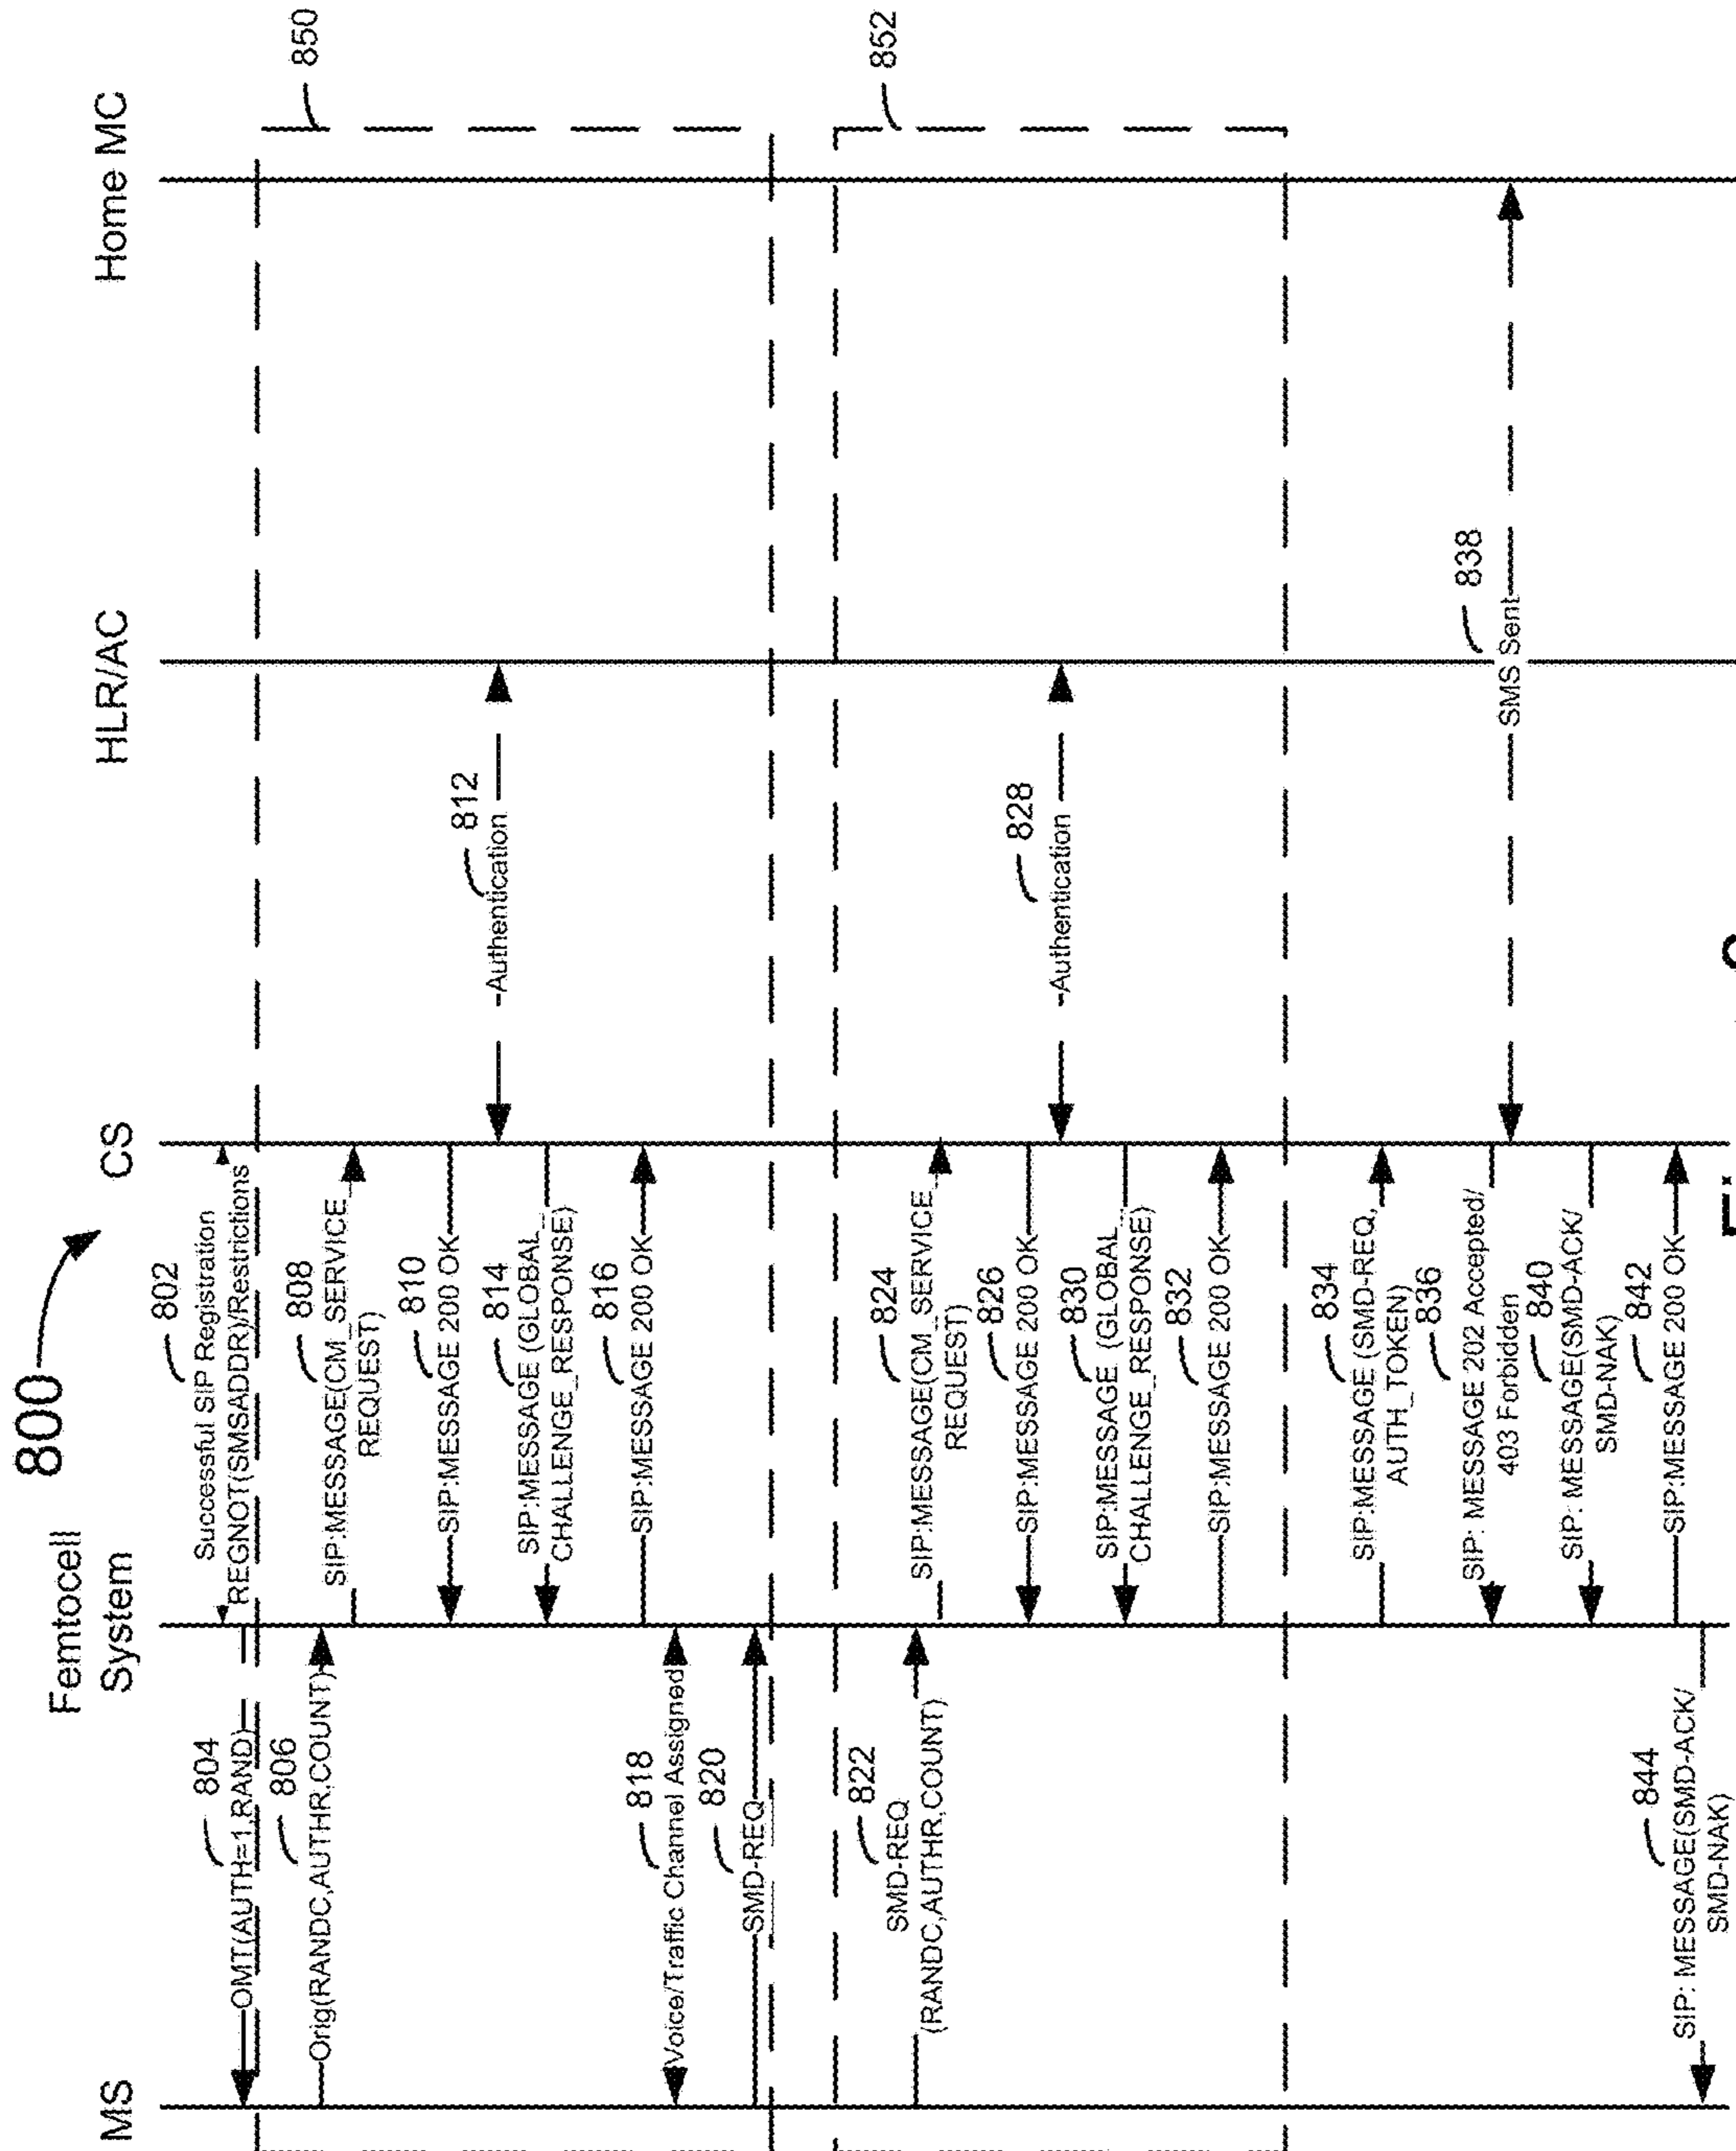 800
MS
Femtocell
System
CS
HLR/AC
Home MC
802
Successful SIP Registration
REGNOT(SMSADDR)/Restrictions
804
OMT(AUTH=1,RAND)
850
806
Orig(RANDC,AUTHR,COUNT)
808
SIP:MESSAGE(CM_SERVICE_
REQUEST)
810
SIP:MESSAGE 200 OK
812
Authentication
814
SIP:MESSAGE (GLOBAL_
CHALLENGE_RESPONSE)
816
SIP:MESSAGE 200 OK
818
Voice/Traffic Channel Assigned
820
SMD-REQ
852
822
SMD-REQ
(RANDC,AUTHR,COUNT)
824
SIP:MESSAGE(CM_SERVICE_
REQUEST)
826
SIP:MESSAGE 200 OK
828
Authentication
830
SIP:MESSAGE (GLOBAL_
CHALLENGE_RESPONSE)
832
SIP:MESSAGE 200 OK
834
SIP:MESSAGE (SMD-REQ,
AUTH_TOKEN)
836
SIP: MESSAGE 202 Accepted/
403 Forbidden
838
SMS Sent
840
SIP: MESSAGE(SMD-ACK/
SMD-NAK)
842
SIP:MESSAGE 200 OK
844
SIP: MESSAGE(SMD-ACK/
SMD-NAK)